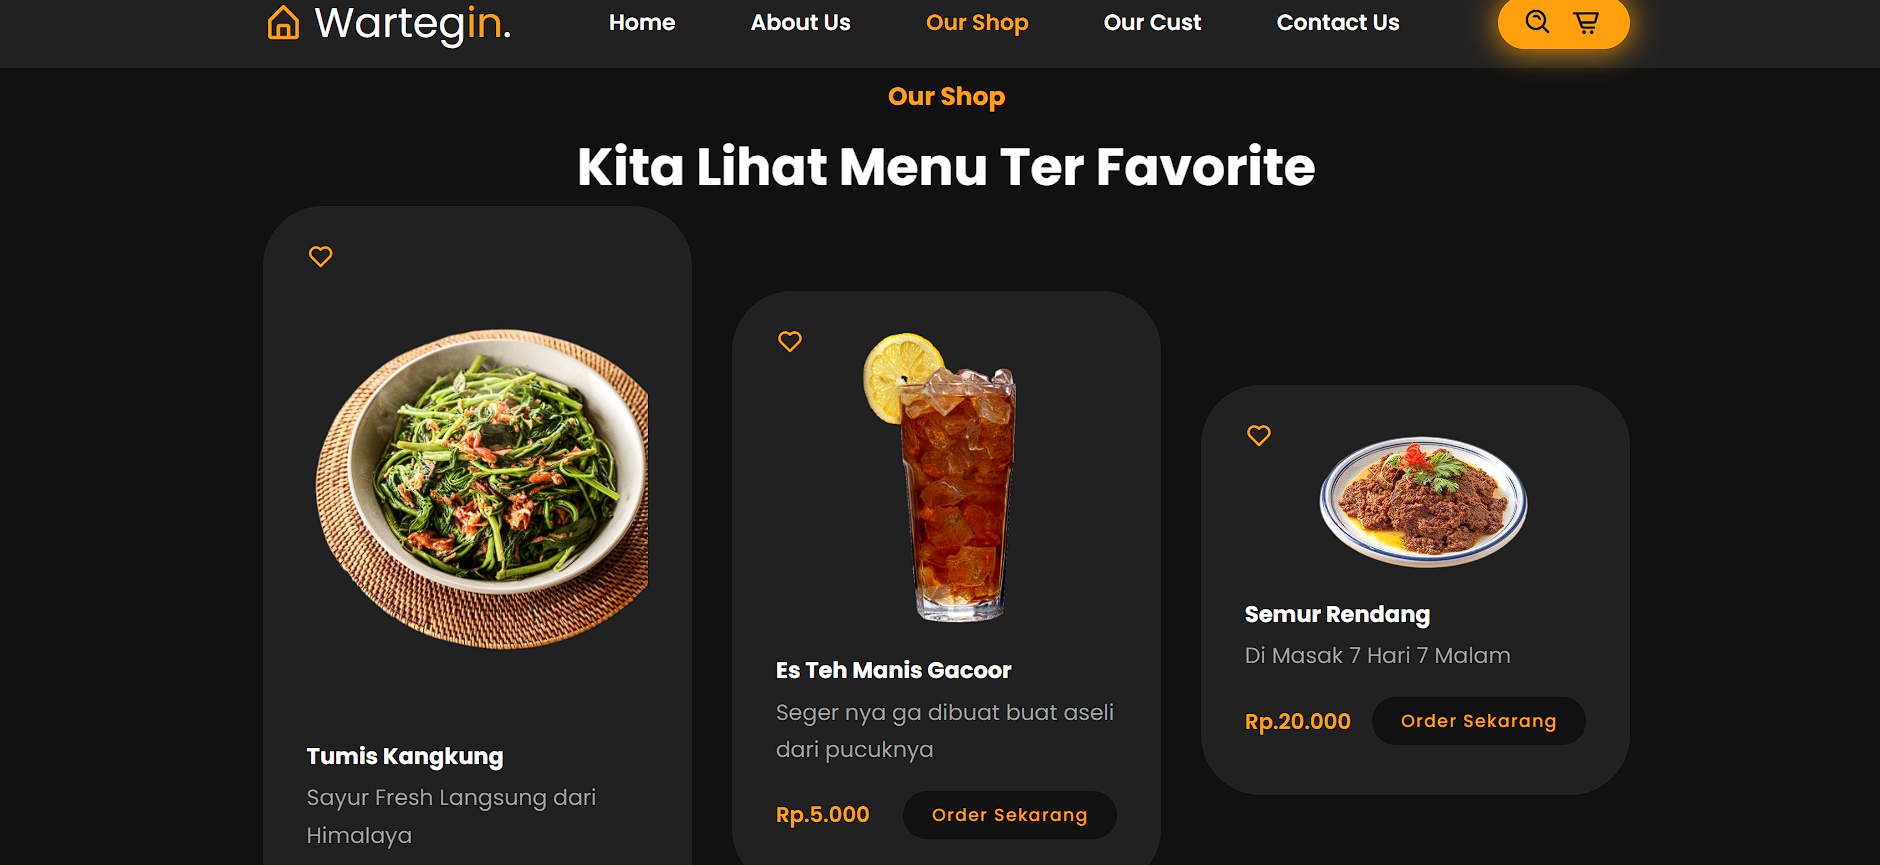 Wartegin.
Home
About Us
Our Shop
Our Cust
Contact Us
Our Shop
Kita Lihat Menu Ter Favorite
Tumis Kangkung
Sayur Fresh Langsung dari
Himalaya
Es Teh Manis Gacoor
Seger nya ga dibuat buat aseli
dari pucuknya
Rp.5.000
Order Sekarang
Semur Rendang
Di Masak 7 Hari 7 Malam
Rp.20.000
Order Sekarang